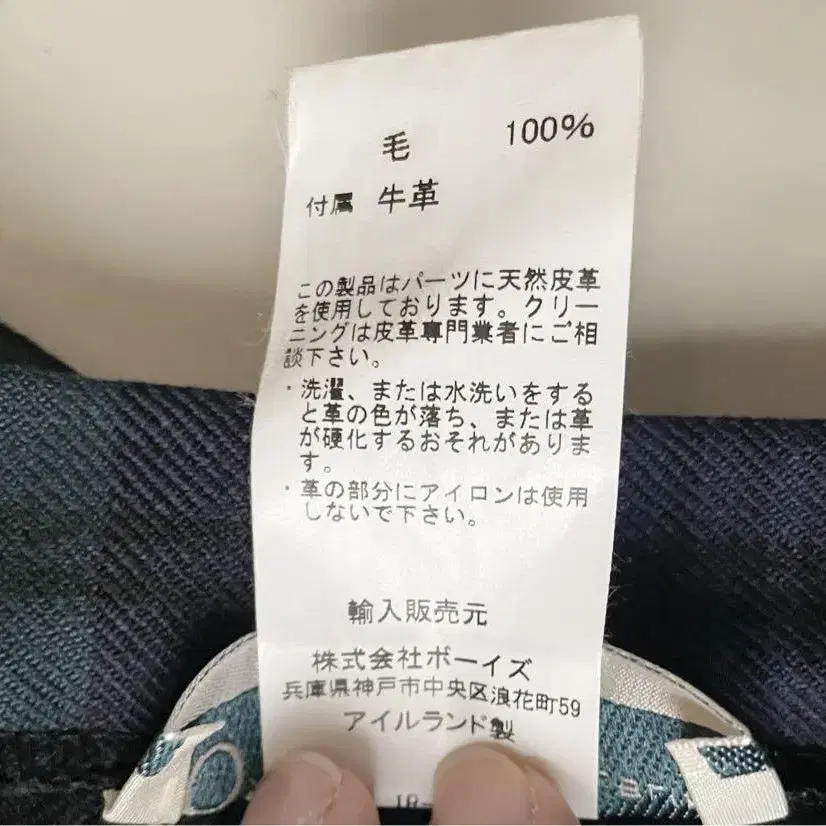 毛 100%
付属 牛革
この製品はパーツに天然皮革
を使用しております。クリー
ニングは皮革専門業者にご相
談下さい。
・洗濯、または水洗いをする
と革の色が落ち、または革
が硬化するおそれがありま
す。
・革の部分にアイロンは使用
しないで下さい。
輸入販売元
株式会社ボーイズ
兵庫県神戸市中央区浪花町59
アイルランド製